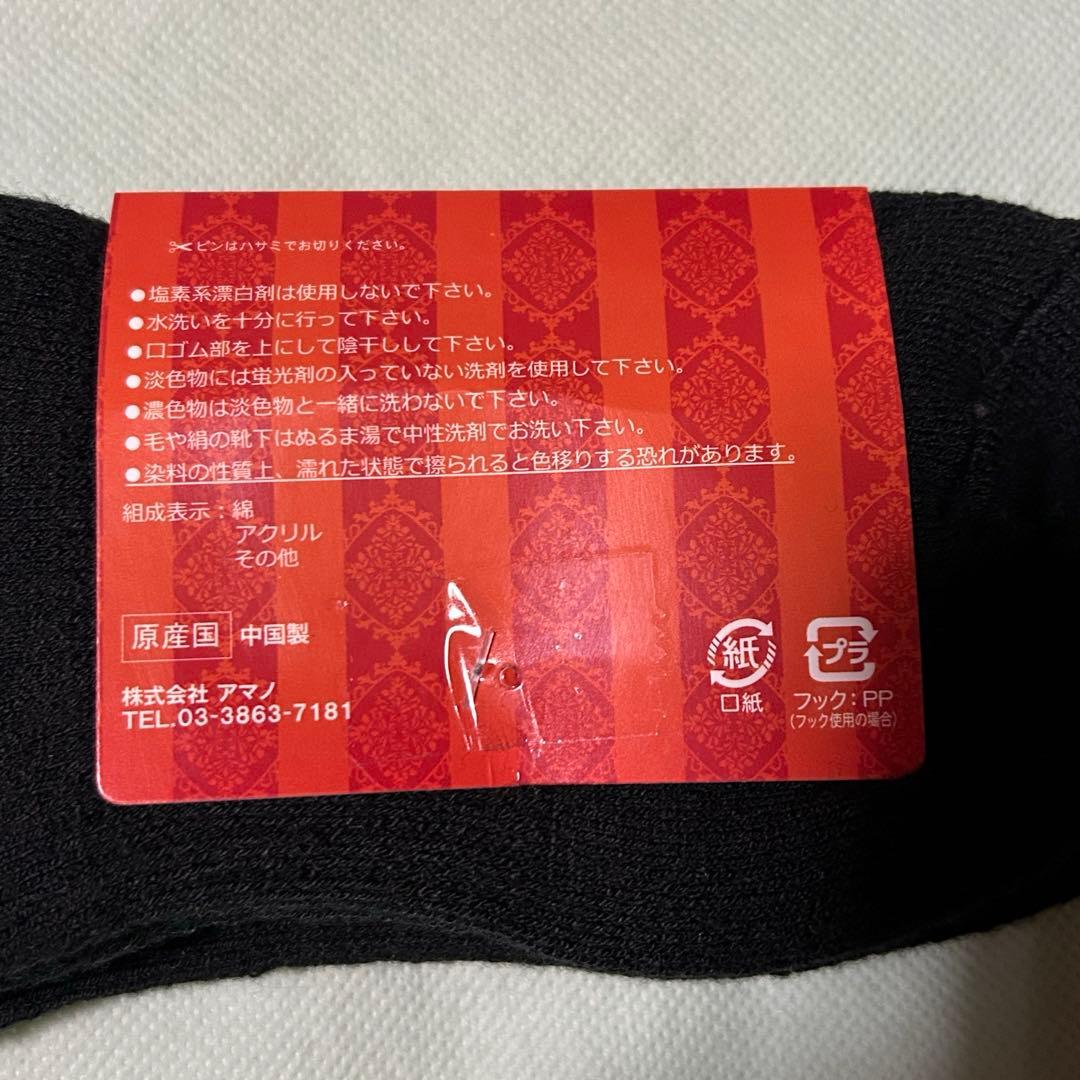 ピンはハサミでお切りください。
●塩素系漂白剤は使用しないで下さい。
●水洗いを十分に行って下さい。
●口ゴム部を上にして陰干しして下さい。
●淡色物には蛍光剤の入っていない洗剤を使用して下さい。
●濃色物は淡色物と一緒に洗わないで下さい。
●毛や絹の靴下はぬるま湯で中性洗剤でお洗い下さい。
●染料の性質上、濡れた状態で擦られると色移りする恐れがあります。
組成表示：綿
アクリル
その他
原産国 中国製
株式会社 アマノ
TEL.03-3863-7181
紙
口紙
プラ
フック：PP
(フック使用の場合)